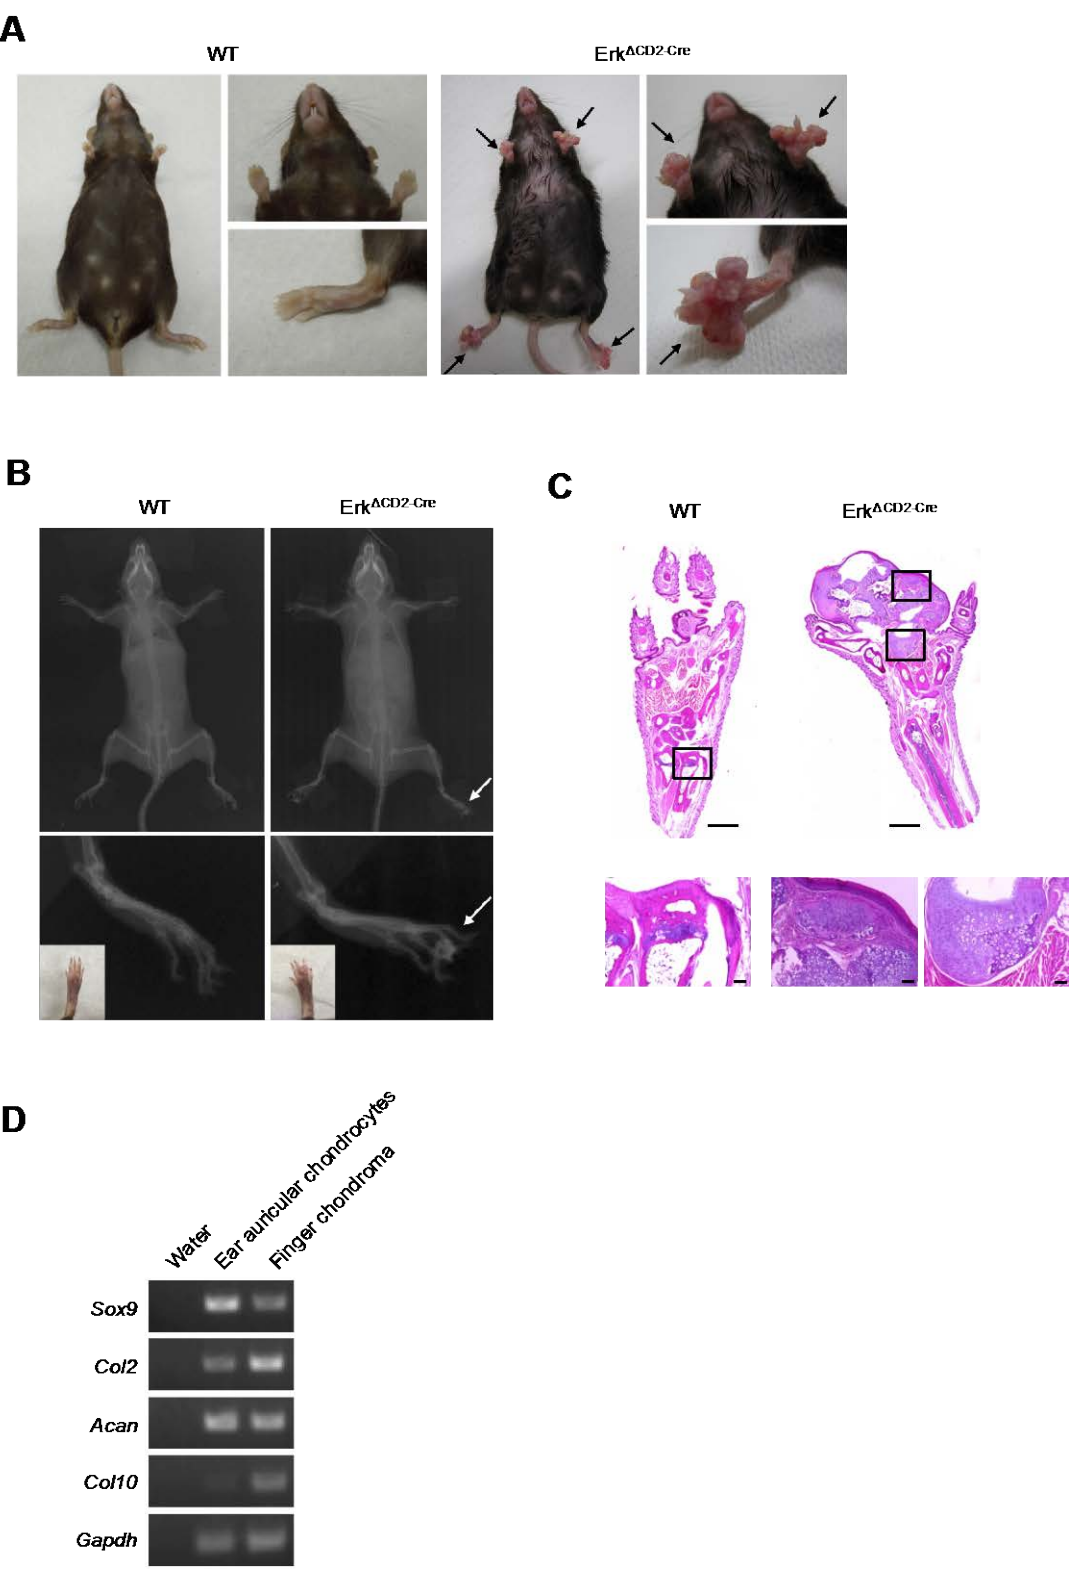 A
WT
Erk^ΔCD2-Cre
B
WT
Erk^ΔCD2-Cre
C
WT
Erk^ΔCD2-Cre
D
Water
Ear auricular chondrocytes
Finger chondroma
Sox9
Col2
Acan
Col10
Gapdh